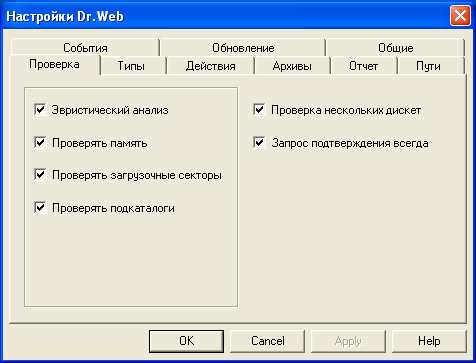 Настройки Dr.Web
События Обновление Общие
Проверка Типы Действия Архивы Отчет Пути
Эвристический анализ
Проверять память
Проверять загрузочные секторы
Проверять подкаталоги
Проверка нескольких дискет
Запрос подтверждения всегда
OK Cancel Apply Help